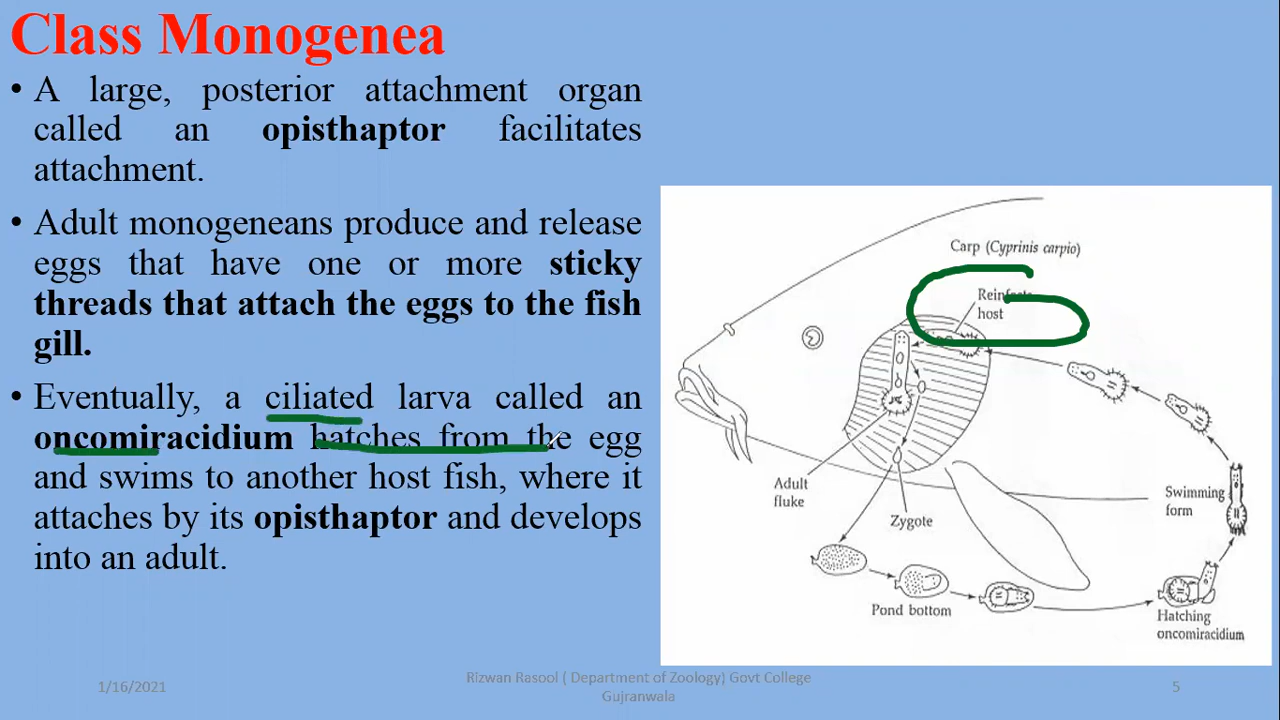 Class Monogenea
• A large, posterior attachment organ
called an opisthaptor facilitates
attachment.
• Adult monogeneans produce and release
eggs that have one or more sticky
threads that attach the eggs to the fish
gill.
• Eventually, a ciliated larva called an
oncomiracidium hatches from the egg
and swims to another host fish, where it
attaches by its opisthaptor and develops
into an adult.
Carp (Cyprinis carpio)
Reinfects
host
Adult
fluke
Zygote
Swimming
form
Pond bottom
Hatching
oncomiracidium
1/16/2021
Rizwan Rasool ( Department of Zoology) Govt College
Gujranwala
5